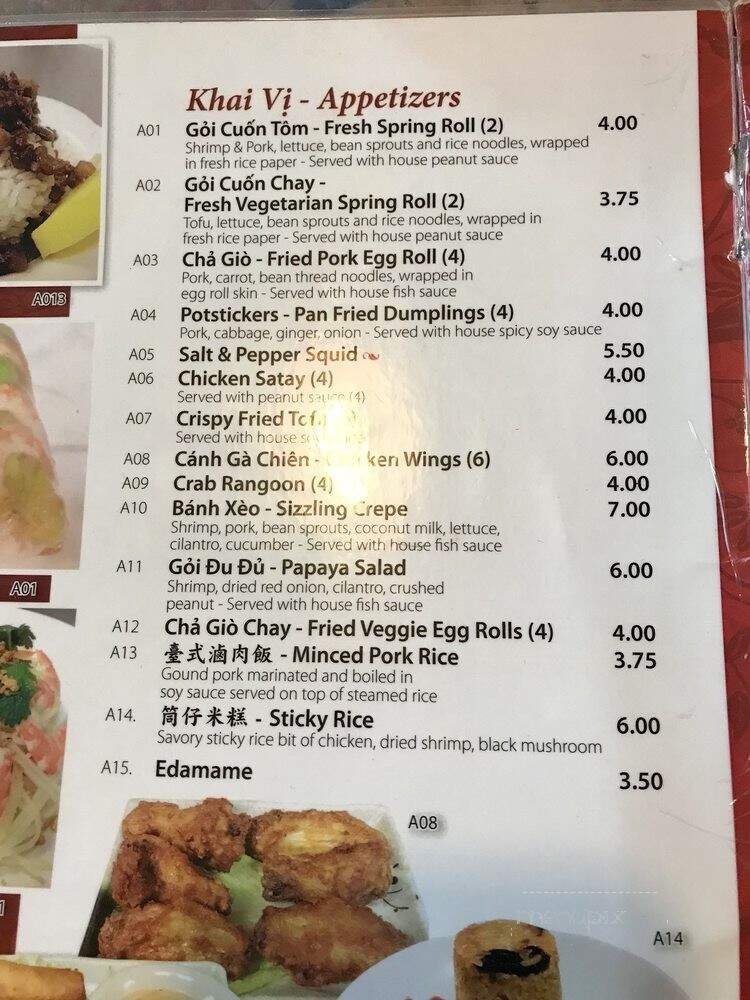 Khai Vị - Appetizers
A01 Gỏi Cuốn Tôm - Fresh Spring Roll (2) 4.00
Shrimp & Pork, lettuce, bean sprouts and rice noodles, wrapped
in fresh rice paper - Served with house peanut sauce
A02 Gỏi Cuốn Chay -
Fresh Vegetarian Spring Roll (2) 3.75
Tofu, lettuce, bean sprouts and rice noodles, wrapped in
fresh rice paper - Served with house peanut sauce
A03 Chả Giò - Fried Pork Egg Roll (4) 4.00
Pork, carrot, bean thread noodles, wrapped in
egg roll skin - Served with house fish sauce
A013
A04 Potstickers - Pan Fried Dumplings (4) 4.00
Pork, cabbage, ginger, onion - Served with house spicy soy sauce
A05 Salt & Pepper Squid 5.50
A06 Chicken Satay (4) 4.00
Served with peanut sauce (4)
A07 Crispy Fried 4.00
Served with house
A08 Cánh Gà Chiên - Chicken Wings (6) 6.00
A09 Crab Rangoon (4) 4.00
A10 Bánh Xèo - Sizzling Crepe 7.00
Shrimp, pork, bean sprouts, coconut milk, lettuce,
cilantro, cucumber - Served with house fish sauce
A11 Gỏi Đu Đủ - Papaya Salad 6.00
Shrimp, dried red onion, cilantro, crushed
peanut - Served with house fish sauce
A01
A12 Chả Giò Chay - Fried Veggie Egg Rolls (4) 4.00
A13 臺式滷肉飯 - Minced Pork Rice 3.75
Gound pork marinated and boiled in
soy sauce served on top of steamed rice
A14. 筒仔米糕 - Sticky Rice 6.00
Savory sticky rice bit of chicken, dried shrimp, black mushroom
A15. Edamame 3.50
A08
A14